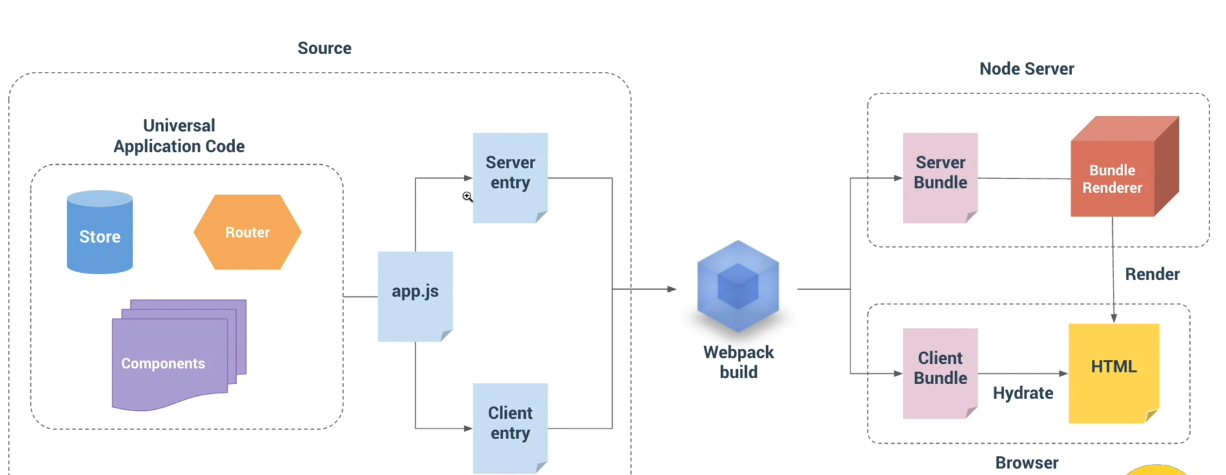 Source
Node Server
Universal
Application Code
Store
Router
Components
app.js
Server
entry
Client
entry
Webpack
build
Server
Bundle
Bundle
Renderer
Render
Client
Bundle
Hydrate
HTML
Browser